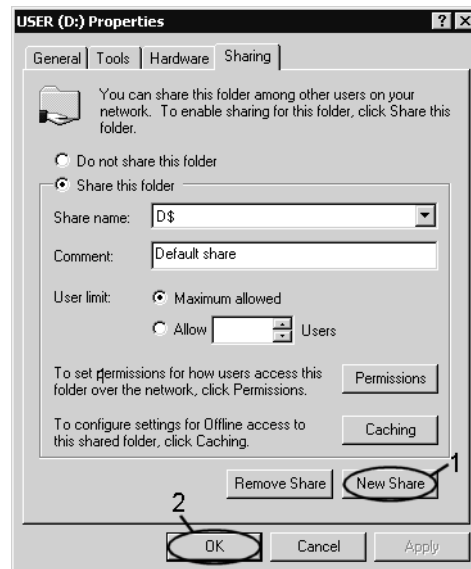 USER (D:) Properties
General Tools Hardware Sharing
You can share this folder among other users on your
network. To enable sharing for this folder, click Share this
folder.
Do not share this folder
Share this folder
Share name: D$
Comment: Default share
User limit: Maximum allowed
Allow Users
To set permissions for how users access this
folder over the network, click Permissions.
Permissions
To configure settings for Offline access to
this shared folder, click Caching.
Caching
1
Remove Share New Share
2
OK Cancel Apply